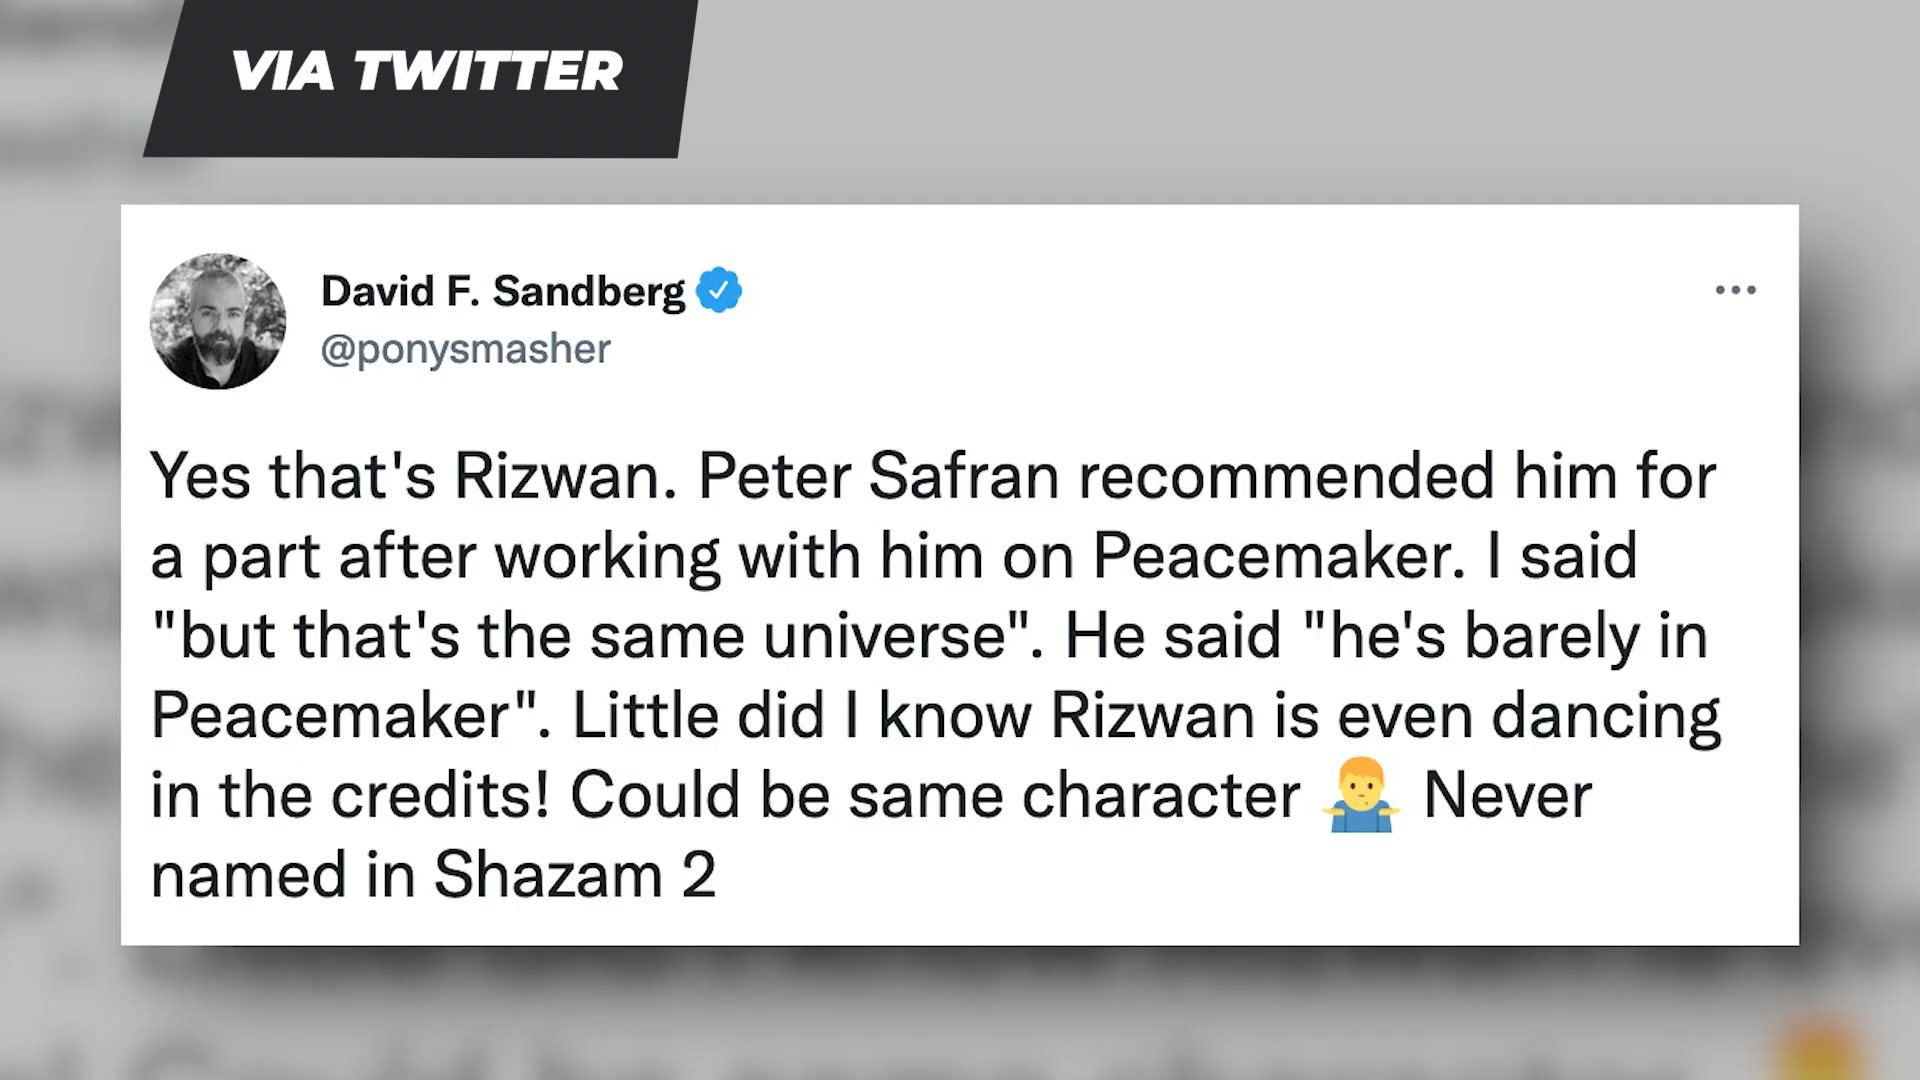 VIA TWITTER
David F. Sandberg
@ponysmasher
Yes that's Rizwan. Peter Safran recommended him for
a part after working with him on Peacemaker. I said
"but that's the same universe". He said "he's barely in
Peacemaker". Little did I know Rizwan is even dancing
in the credits! Could be same character 🤷‍♂️ Never
named in Shazam 2